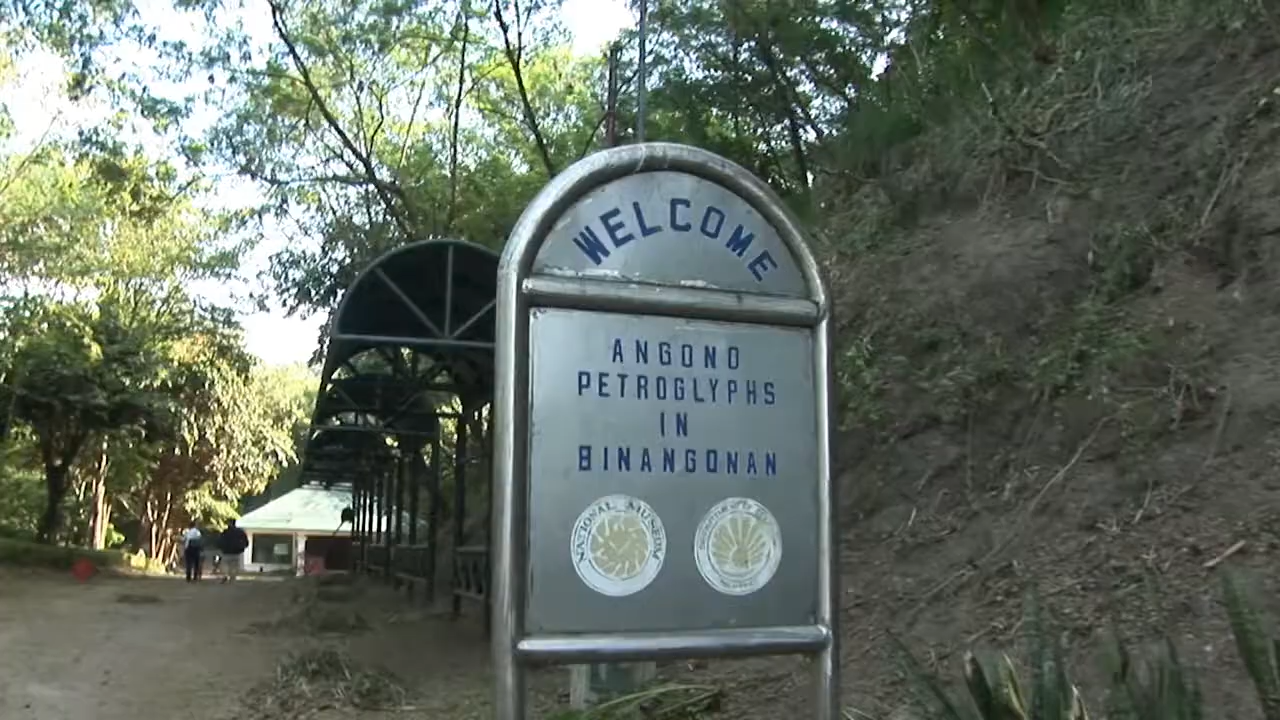 WELCOME
ANGONO
PETROGLYPHS
IN
BINANGONAN
NATIONAL MUSEUM